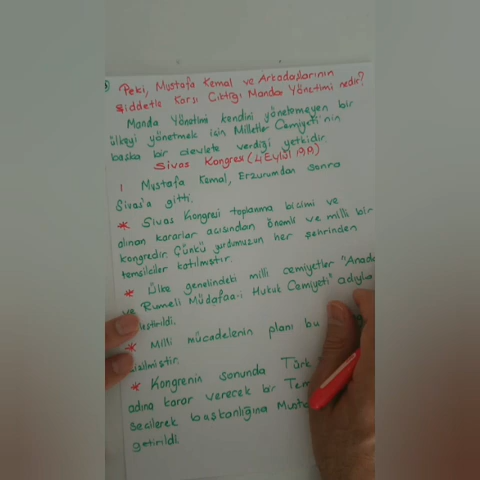 Peki, Mustafa Kemal ve Arkadaşlarının
şiddetle Karşı Çıktığı Manda Yönetimi nedir?
Manda Yönetimi kendini yönetemeyen bir
ülkeyi yönetmek için Milletler Cemiyeti'nin
başka bir devlete verdiği yetkidir.
Sivas Kongresi (4 EYLÜL 1919)
Mustafa Kemal, Erzurumdan sonra
Sivas'a gitti.
* Sivas Kongresi toplanma biçimi ve
alınan kararlar açısından önemli ve milli bir
kongredir. Çünkü yurdumuzun her şehrinden
temsilciler katılmıştır.
* Ülke genelindeki milli cemiyetler "Anado
ve Rumeli Müdafaa-i Hukuk Cemiyeti" adıyla
ştirildi.
* Milli mücadelenin planı bu
çizilmiştir.
* Kongrenin sonunda Türk
adına karar verecek bir Tem
seçilerek başkanlığına Musta
getirildi.